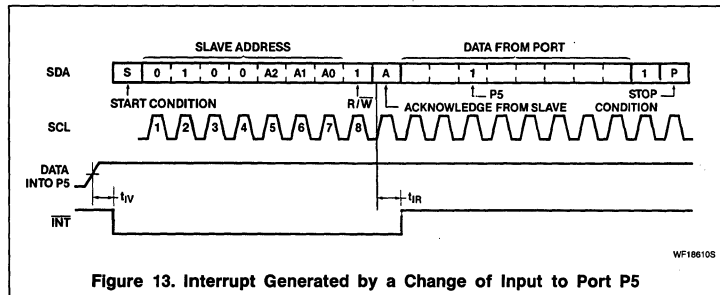 SLAVE ADDRESS DATA FROM PORT
SDA S 0 1 0 0 A2 A1 A0 1 A 1 1 P
START CONDITION R/W̅ P5 STOP
ACKNOWLEDGE FROM SLAVE CONDITION
SCL 1 2 3 4 5 6 7 8
DATA
INTO P5
tIV tIR
I̅N̅T̅
WF18610S
Figure 13. Interrupt Generated by a Change of Input to Port P5